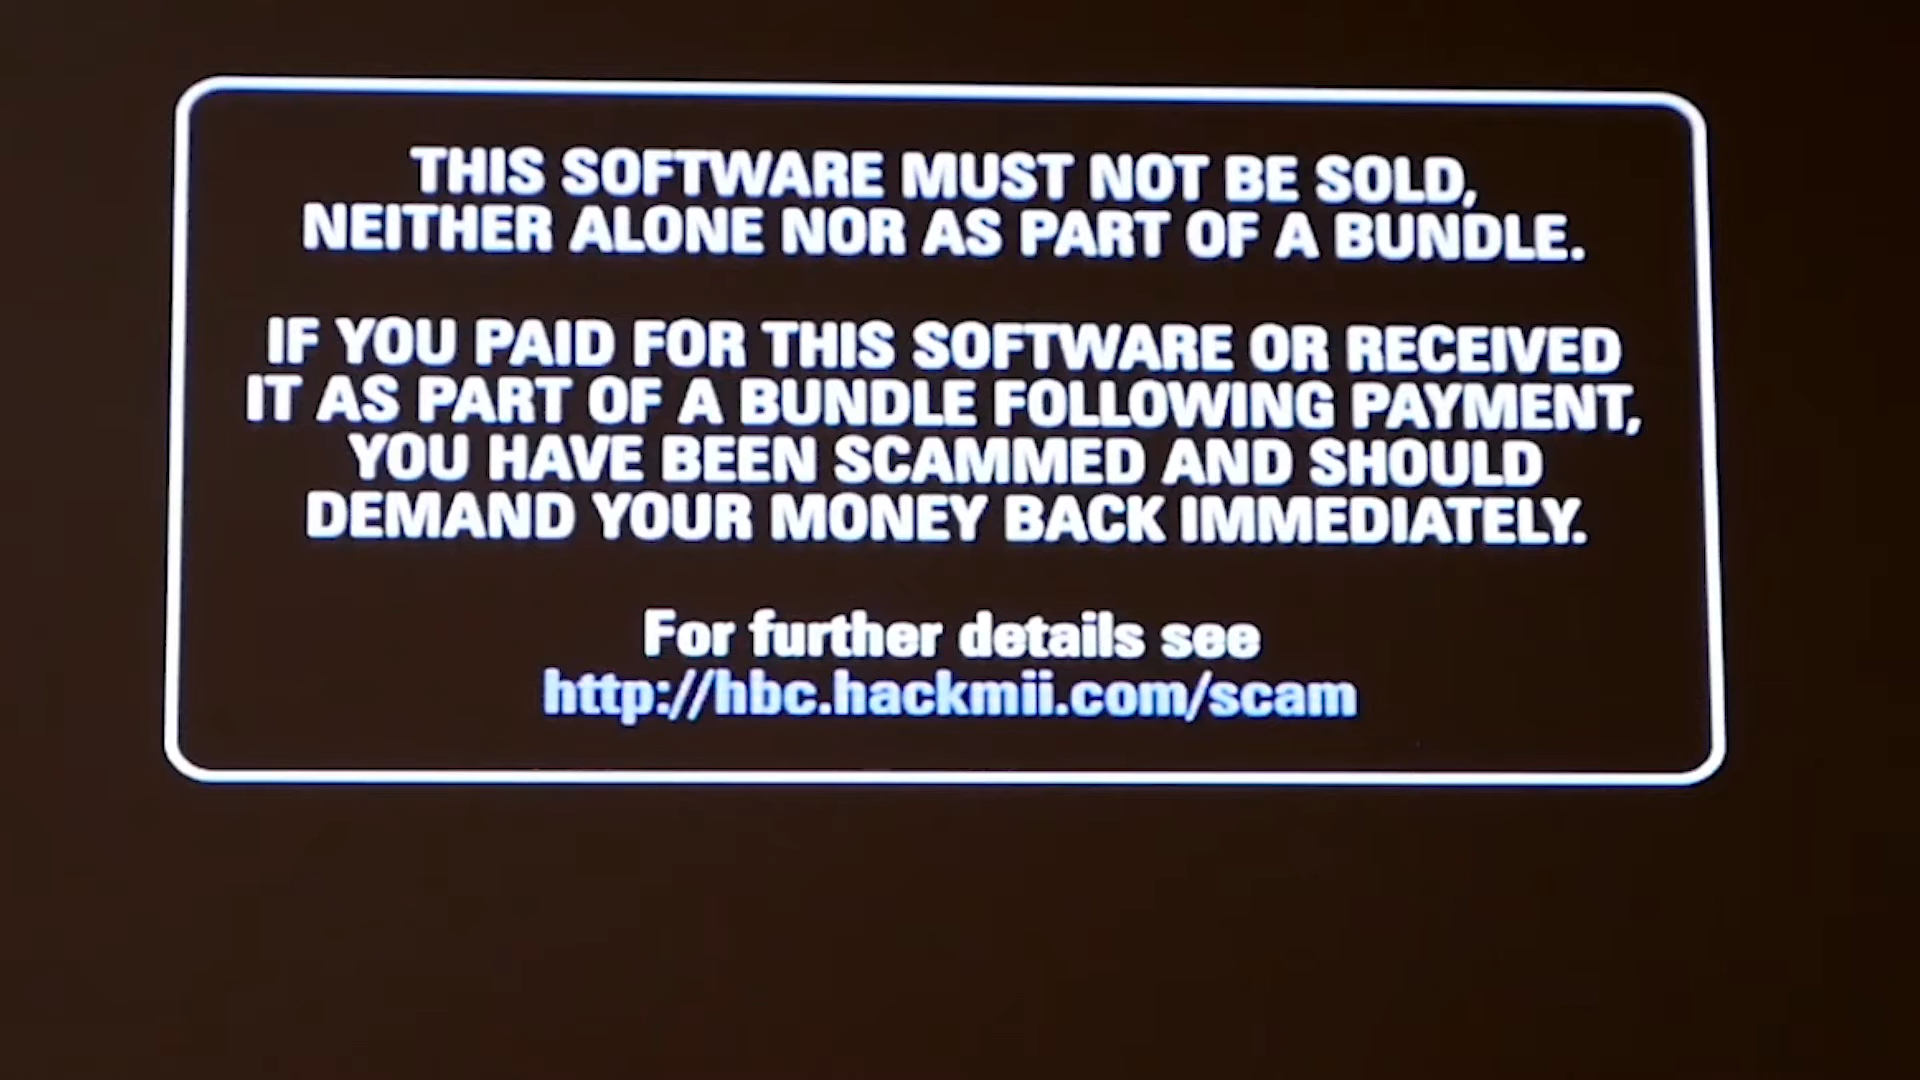 THIS SOFTWARE MUST NOT BE SOLD,
NEITHER ALONE NOR AS PART OF A BUNDLE.
IF YOU PAID FOR THIS SOFTWARE OR RECEIVED
IT AS PART OF A BUNDLE FOLLOWING PAYMENT,
YOU HAVE BEEN SCAMMED AND SHOULD
DEMAND YOUR MONEY BACK IMMEDIATELY.
For further details see
http://hbc.hackmii.com/scam